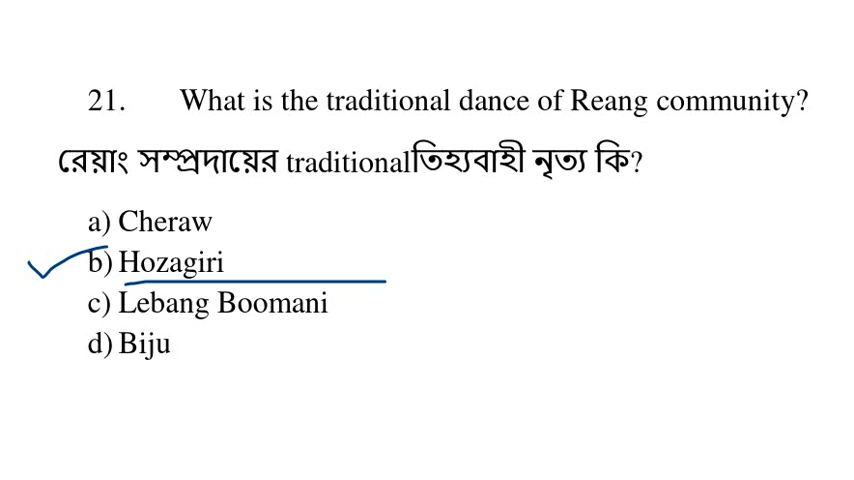 21. What is the traditional dance of Reang community?
রেয়াং সম্প্রদায়ের traditionalতিহ্যবাহী নৃত্য কি?
a) Cheraw
b) Hozagiri
c) Lebang Boomani
d) Biju